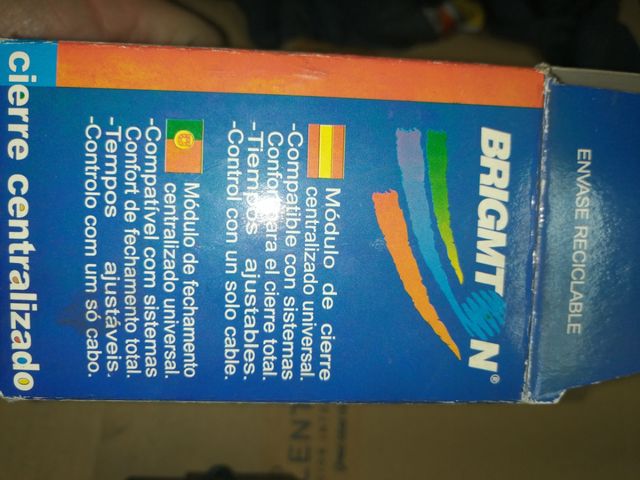 ENVASE RECICLABLE
BRIGMTON®
Módulo de cierre
centralizado universal.
-Compatible con sistemas
Confort para el cierre total.
-Tiempos ajustables.
-Control con un solo cable.
Módulo de fechamento
centralizado universal.
-Compatível con sistemas
Confort de fechamento total.
-Tempos ajustáveis.
-Controlo com um só cabo.
cierre centralizado